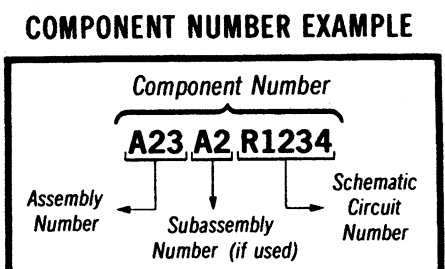 COMPONENT NUMBER EXAMPLE
Component Number
A23 A2 R1234
Assembly
Number
Subassembly
Number (if used)
Schematic
Circuit
Number